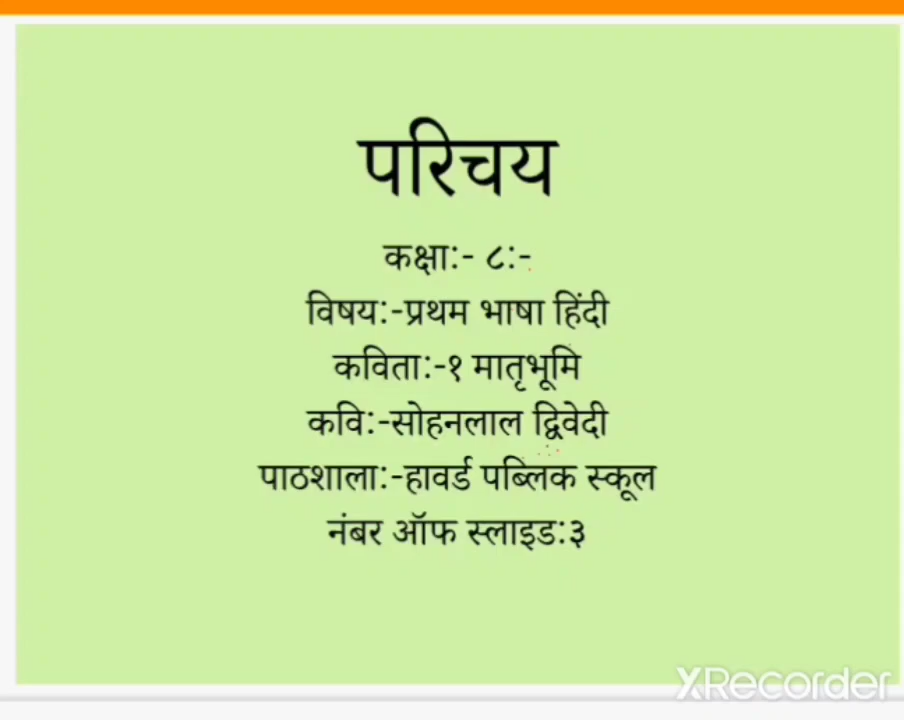 परिचय
कक्षा:- ८:-
विषय:-प्रथम भाषा हिंदी
कविता:-१ मातृभूमि
कवि:-सोहनलाल द्विवेदी
पाठशाला:-हावर्ड पब्लिक स्कूल
नंबर ऑफ स्लाइड:३
XRecorder